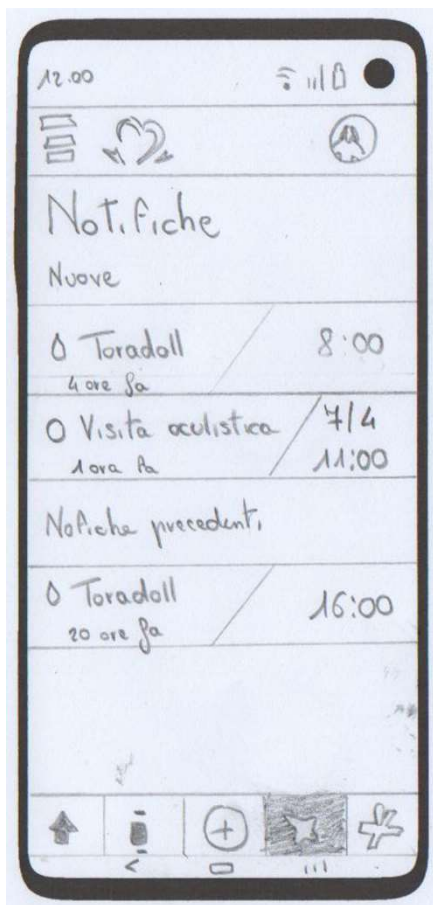 12.00
Notifiche
Nuove
Toradoll 8:00
4 ore fa
Visita oculistica 7/4
1 ora fa 11:00
Nofiche precedenti
Toradoll 16:00
20 ore fa